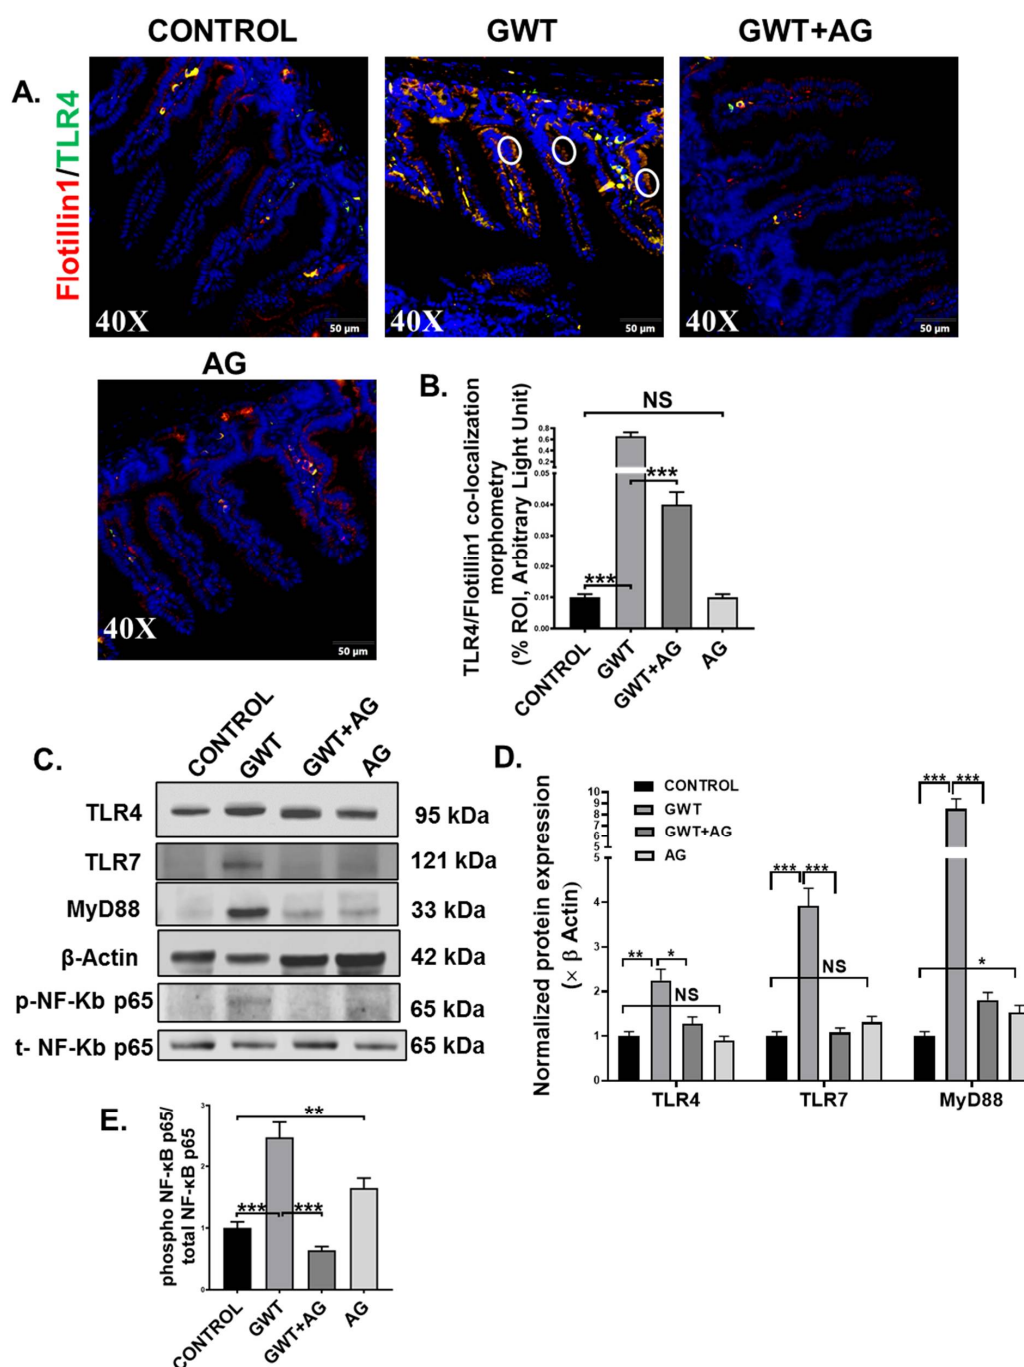 CONTROL GWT GWT+AG
A.
Flotillin1/TLR4
40X 50 µm 40X 50 µm 40X 50 µm
AG
40X 50 µm
B.
TLR4/Flotillin1 co-localization
morphometry
(% ROI, Arbitrary Light Unit)
NS
0.8
0.6
0.4
0.2
0.05
0.04
0.03
0.02
0.01
0.00
***
***
CONTROL GWT GWT+AG AG
C.
CONTROL GWT GWT+AG AG
TLR4 95 kDa
TLR7 121 kDa
MyD88 33 kDa
β-Actin 42 kDa
p-NF-Kb p65 65 kDa
t- NF-Kb p65 65 kDa
D.
Normalized protein expression
(× β Actin)
CONTROL
GWT
GWT+AG
AG
10
9
8
7
6
5
5
4
3
2
1
0
** * NS
*** *** NS
*** *** *
TLR4 TLR7 MyD88
E.
phospho NF-κB p65/
total NF-κB p65
3
2
1
0
**
*** ***
CONTROL GWT GWT+AG AG